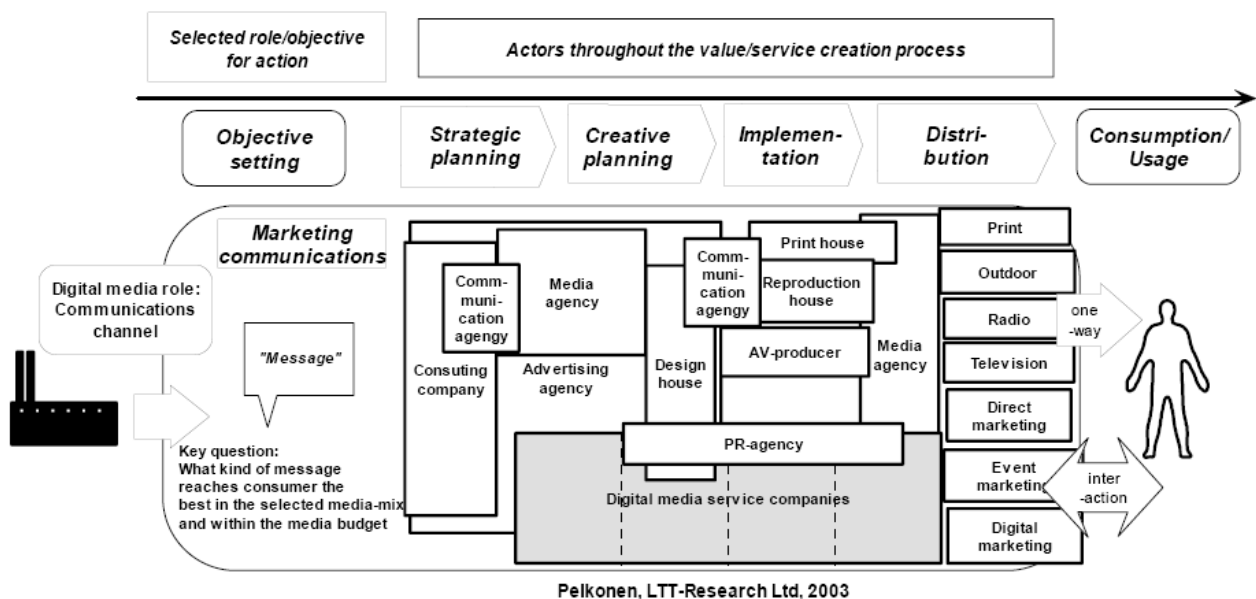 Selected role/objective
for action
Actors throughout the value/service creation process
Objective
setting
Strategic
planning
Creative
planning
Implemen-
tation
Distri-
bution
Consumption/
Usage
Marketing
communications
Digital media role:
Communications
channel
"Message"
Key question:
What kind of message
reaches consumer the
best in the selected media-mix
and within the media budget
Consuting
company
Comm-
muni-
cation
agengy
Media
agency
Advertising
agency
Design
house
Comm-
muni-
cation
agengy
Print house
Reproduction
house
AV-producer
Media
agency
PR-agency
Digital media service companies
Print
Outdoor
Radio
Television
Direct
marketing
Event
marketing
Digital
marketing
one
-way
inter
-action
Pelkonen, LTT-Research Ltd, 2003